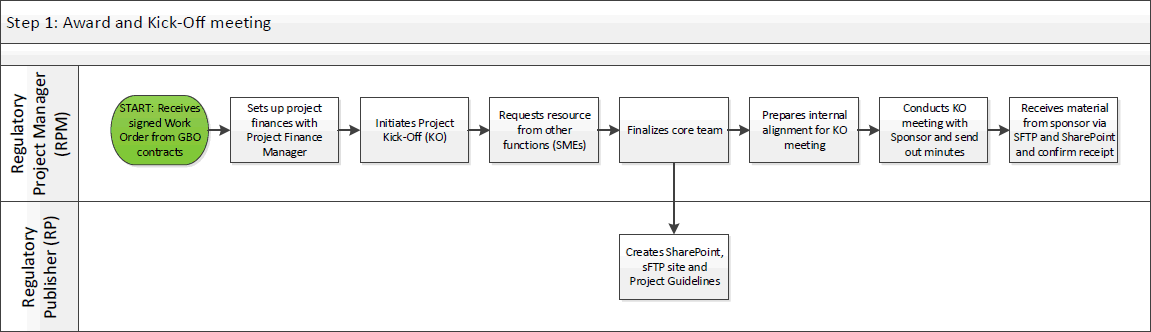 Step 1: Award and Kick-Off meeting
Regulatory
Project Manager
(RPM)
START: Receives
signed Work
Order from GBO
contracts
Sets up project
finances with
Project Finance
Manager
Initiates Project
Kick-Off (KO)
Requests resource
from other
functions (SMEs)
Finalizes core team
Prepares internal
alignment for KO
meeting
Conducts KO
meeting with
Sponsor and send
out minutes
Receives material
from sponsor via
SFTP and SharePoint
and confirm receipt
Regulatory
Publisher (RP)
Creates SharePoint,
sFTP site and
Project Guidelines